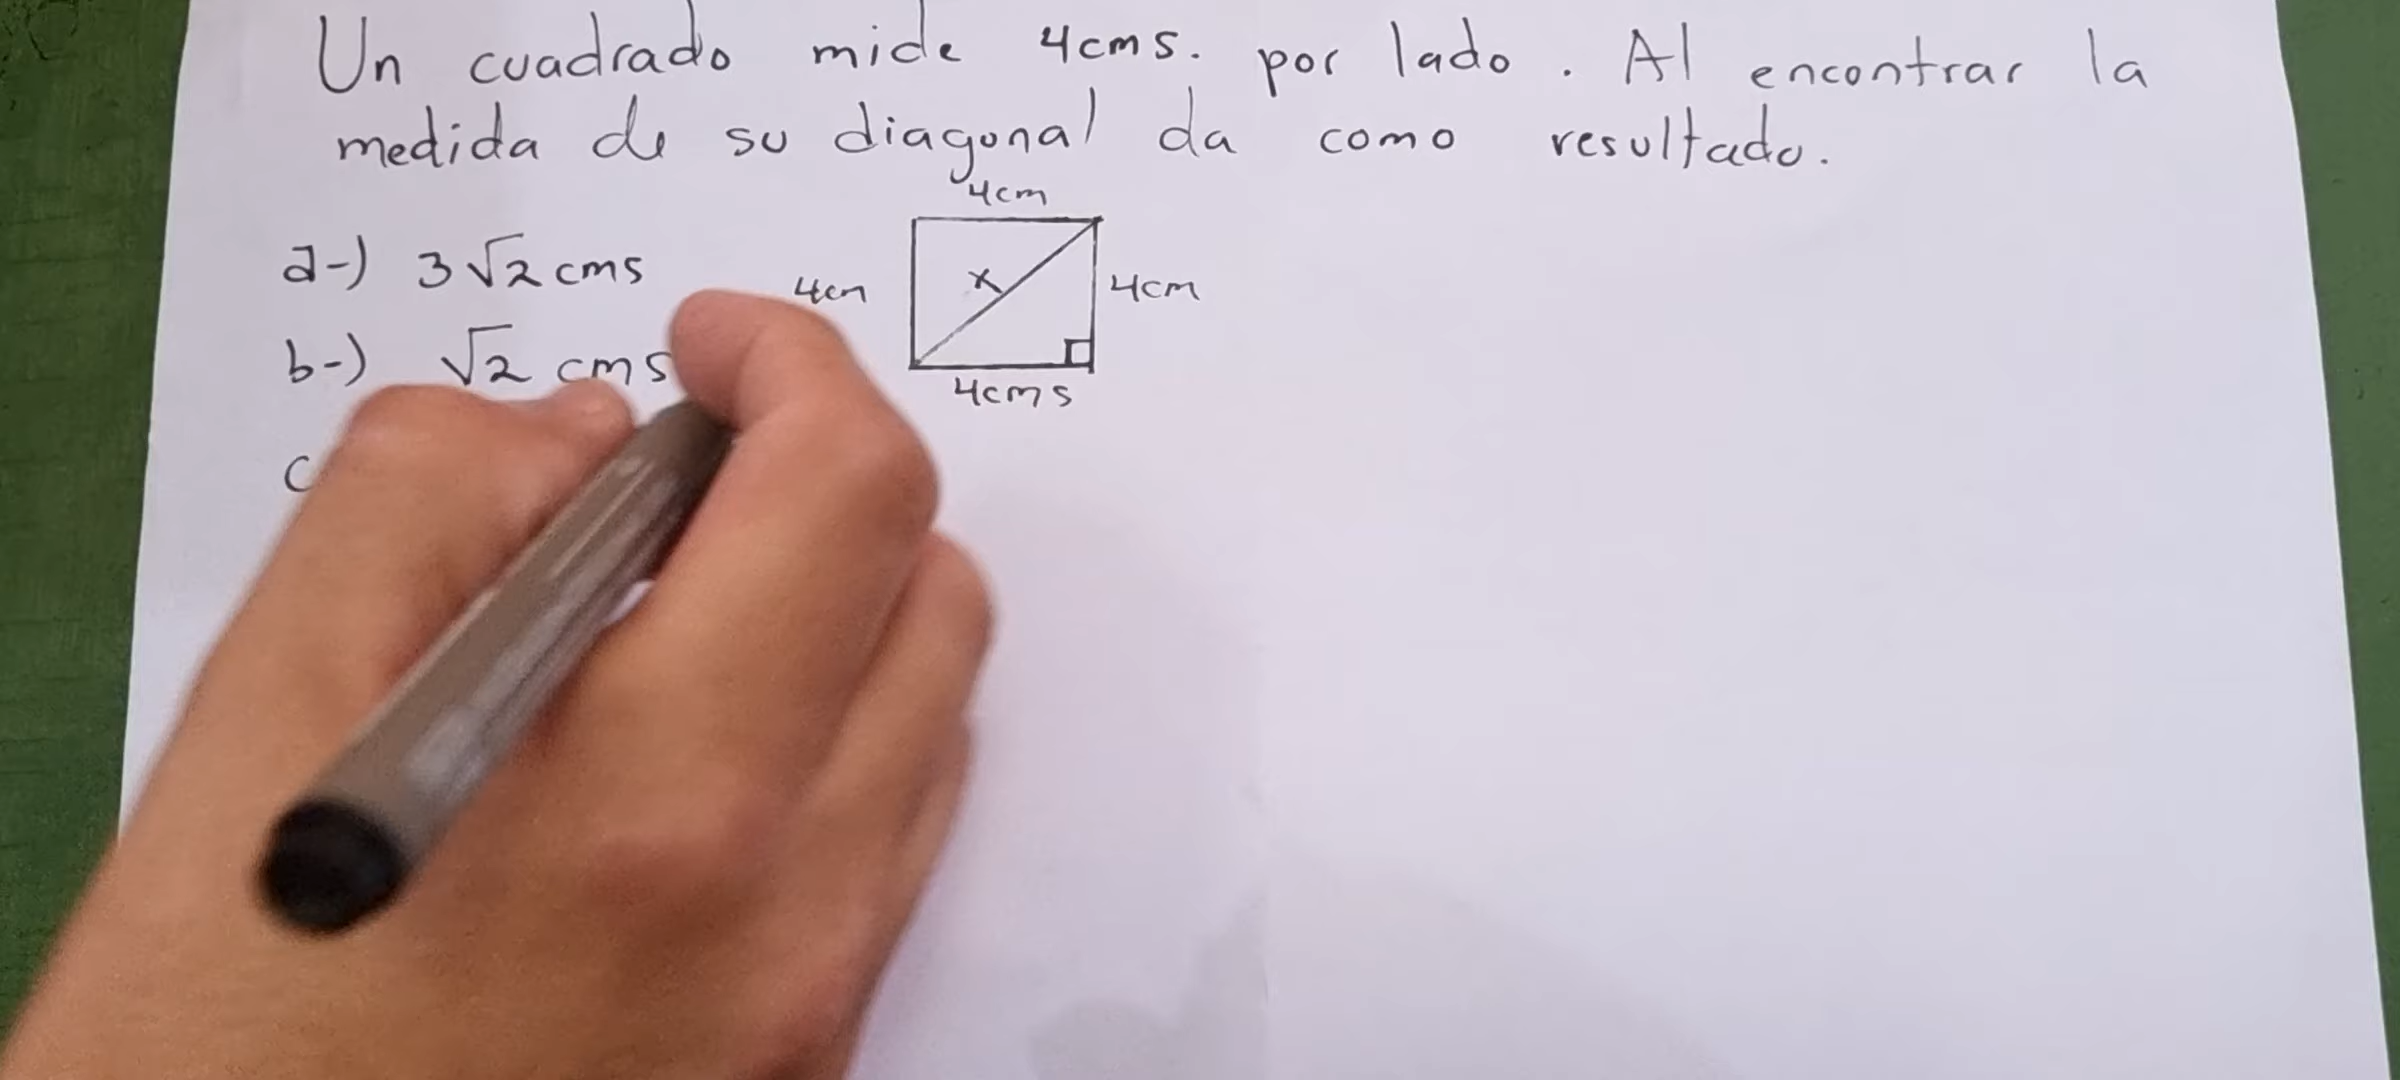 Un cuadrado mide 4cms. por lado. Al encontrar la
medida de su diagonal da como resultado.
4cm
a-) 3√2 cms
4cm
x
4cm
b-) √2 cms
4cms
c